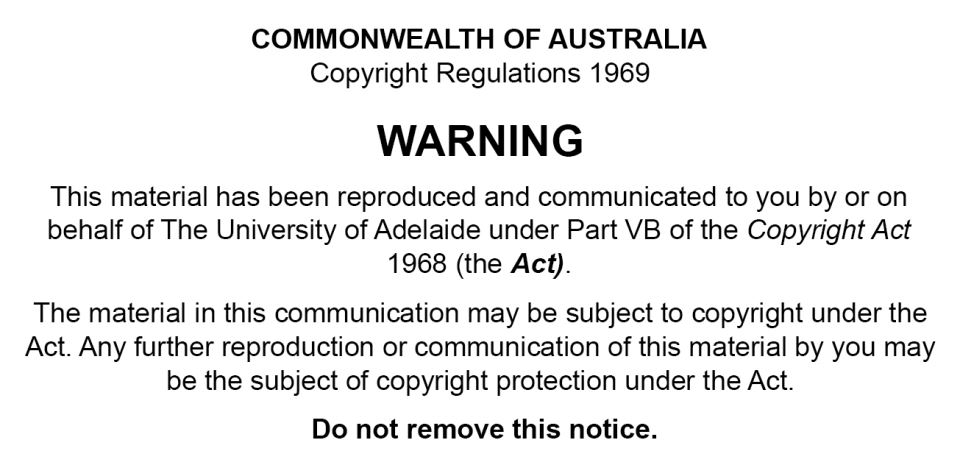 COMMONWEALTH OF AUSTRALIA
Copyright Regulations 1969
WARNING
This material has been reproduced and communicated to you by or on
behalf of The University of Adelaide under Part VB of the Copyright Act
1968 (the Act).
The material in this communication may be subject to copyright under the
Act. Any further reproduction or communication of this material by you may
be the subject of copyright protection under the Act.
Do not remove this notice.